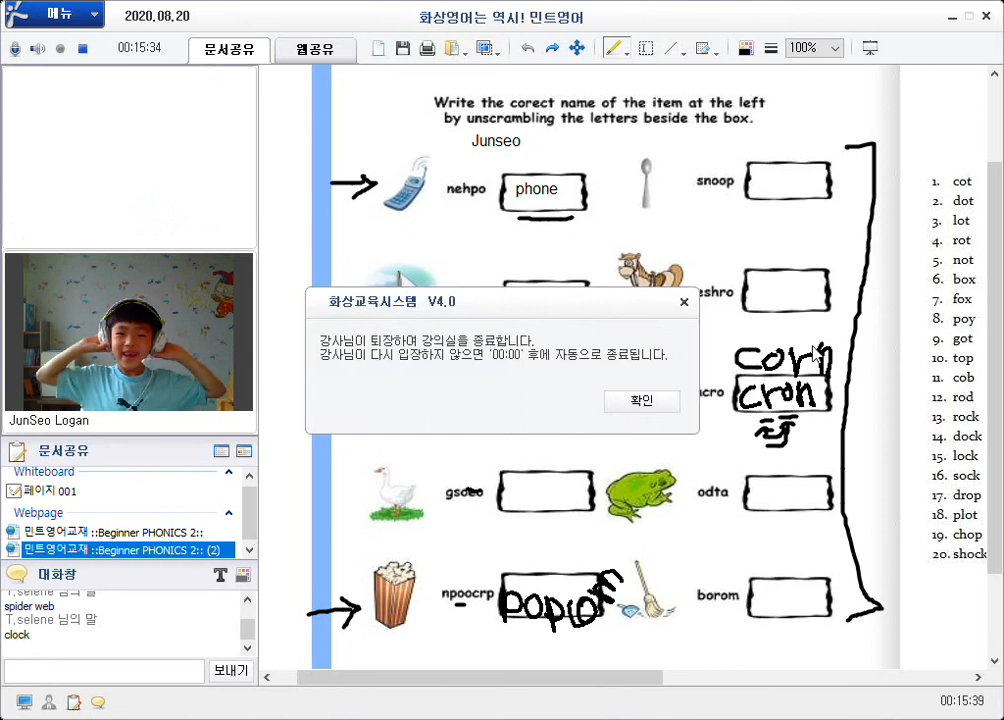 메뉴 2020,08,20 화상영어는 역시! 민트영어
00:15:34 문서공유 웹공유 100%
Write the corect name of the item at the left
by unscrambling the letters beside the box.
Junseo
nehpo phone
snoop
eshro
corn
cro cron
odta
npoocrp popcorn
borom
1. cot
2. dot
3. lot
4. rot
5. not
6. box
7. fox
8. poy
9. got
10. top
11. cob
12. rod
13. rock
14. dock
15. lock
16. sock
17. drop
18. plot
19. chop
20. shock
화상교육시스템 V4.0
강사님이 퇴장하여 강의실을 종료합니다.
강사님이 다시 입장하지 않으면 '00:00' 후에 자동으로 종료됩니다.
확인
JunSeo Logan
문서공유
Whiteboard
페이지 001
Webpage
민트영어교재 ::Beginner PHONICS 2::
민트영어교재 ::Beginner PHONICS 2:: (2)
대화창
T,selene 님의 말
spider web
T,selene 님의 말
clock
보내기
00:15:39